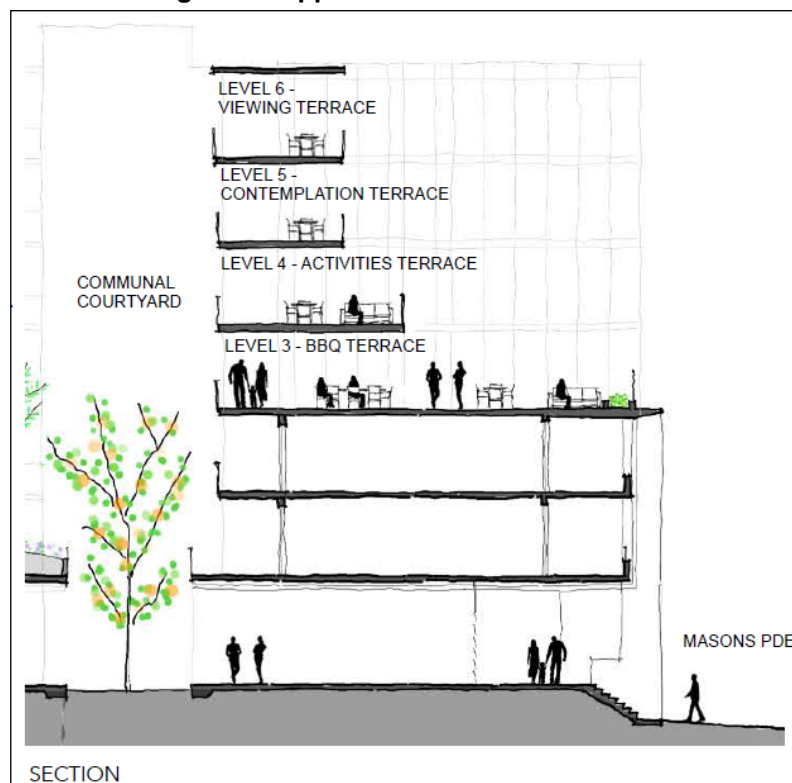 LEVEL 6 -
VIEWING TERRACE
LEVEL 5 -
CONTEMPLATION TERRACE
LEVEL 4 - ACTIVITIES TERRACE
COMMUNAL
COURTYARD
LEVEL 3 - BBQ TERRACE
MASONS PDE
SECTION